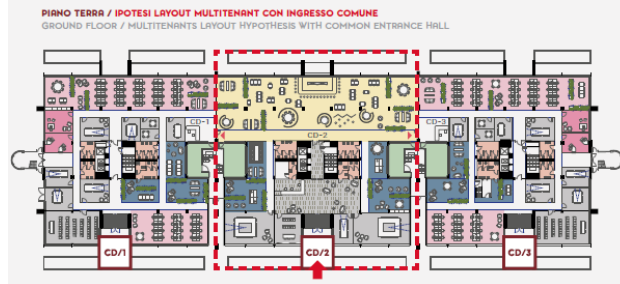 PIANO TERRA / IPOTESI LAYOUT MULTITENANT CON INGRESSO COMUNE
GROUND FLOOR / MULTITENANTS LAYOUT HYPOTHESIS WITH COMMON ENTRANCE HALL
CD-1
CD-3
CD-2
CD/1
CD/2
CD/3